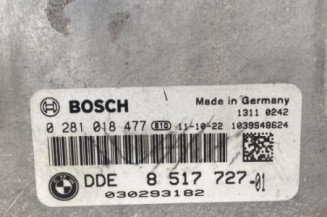 BOSCH Made in Germany
1311 0242
0 281 018 477 610 11-10-22 1039S48624
DDE 8 517 727-01
030293182